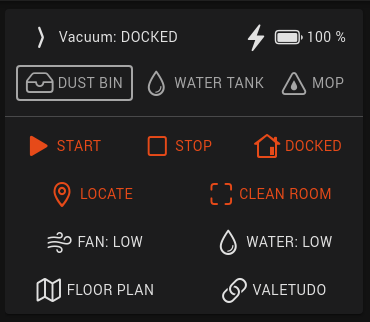 Vacuum: DOCKED 100 %
DUST BIN WATER TANK MOP
START STOP DOCKED
LOCATE CLEAN ROOM
FAN: LOW WATER: LOW
FLOOR PLAN VALETUDO